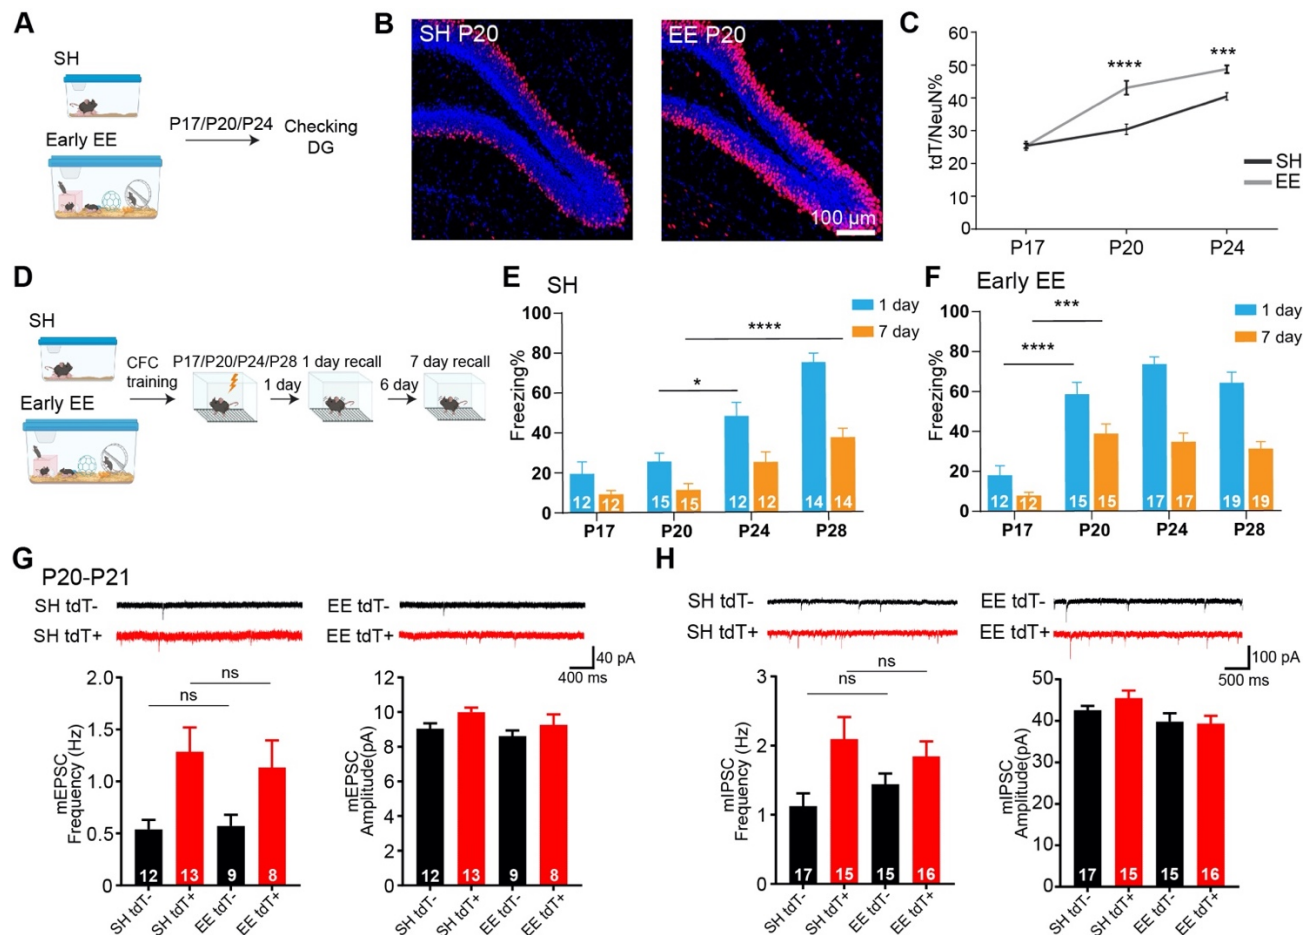 A
SH
Early EE
P17/P20/P24
Checking
DG
B
SH P20
EE P20
100 µm
C
tdT/NeuN%
60
50
40
30
20
10
0
****
***
SH
EE
P17
P20
P24
D
SH
Early EE
CFC
training
P17/P20/P24/P28
1 day
1 day recall
6 day
7 day recall
E
SH
1 day
7 day
Freezing%
100
80
60
40
20
0
*
****
12
12
15
15
12
12
14
14
P17
P20
P24
P28
F
Early EE
1 day
7 day
Freezing%
100
80
60
40
20
0
****
***
12
12
15
15
17
17
19
19
P17
P20
P24
P28
G
P20-P21
SH tdT-
SH tdT+
EE tdT-
EE tdT+
40 pA
400 ms
mEPSC
Frequency (Hz)
2.0
1.5
1.0
0.5
0
ns
ns
12
13
9
8
SH tdT-
SH tdT+
EE tdT-
EE tdT+
mEPSC
Amplitude(pA)
12
10
8
6
4
2
0
12
13
9
8
SH tdT-
SH tdT+
EE tdT-
EE tdT+
H
SH tdT-
SH tdT+
EE tdT-
EE tdT+
100 pA
500 ms
mIPSC
Frequency (Hz)
3
2
1
0
ns
ns
17
15
15
16
SH tdT-
SH tdT+
EE tdT-
EE tdT+
mIPSC
Amplitude(pA)
50
40
30
20
10
0
17
15
15
16
SH tdT-
SH tdT+
EE tdT-
EE tdT+